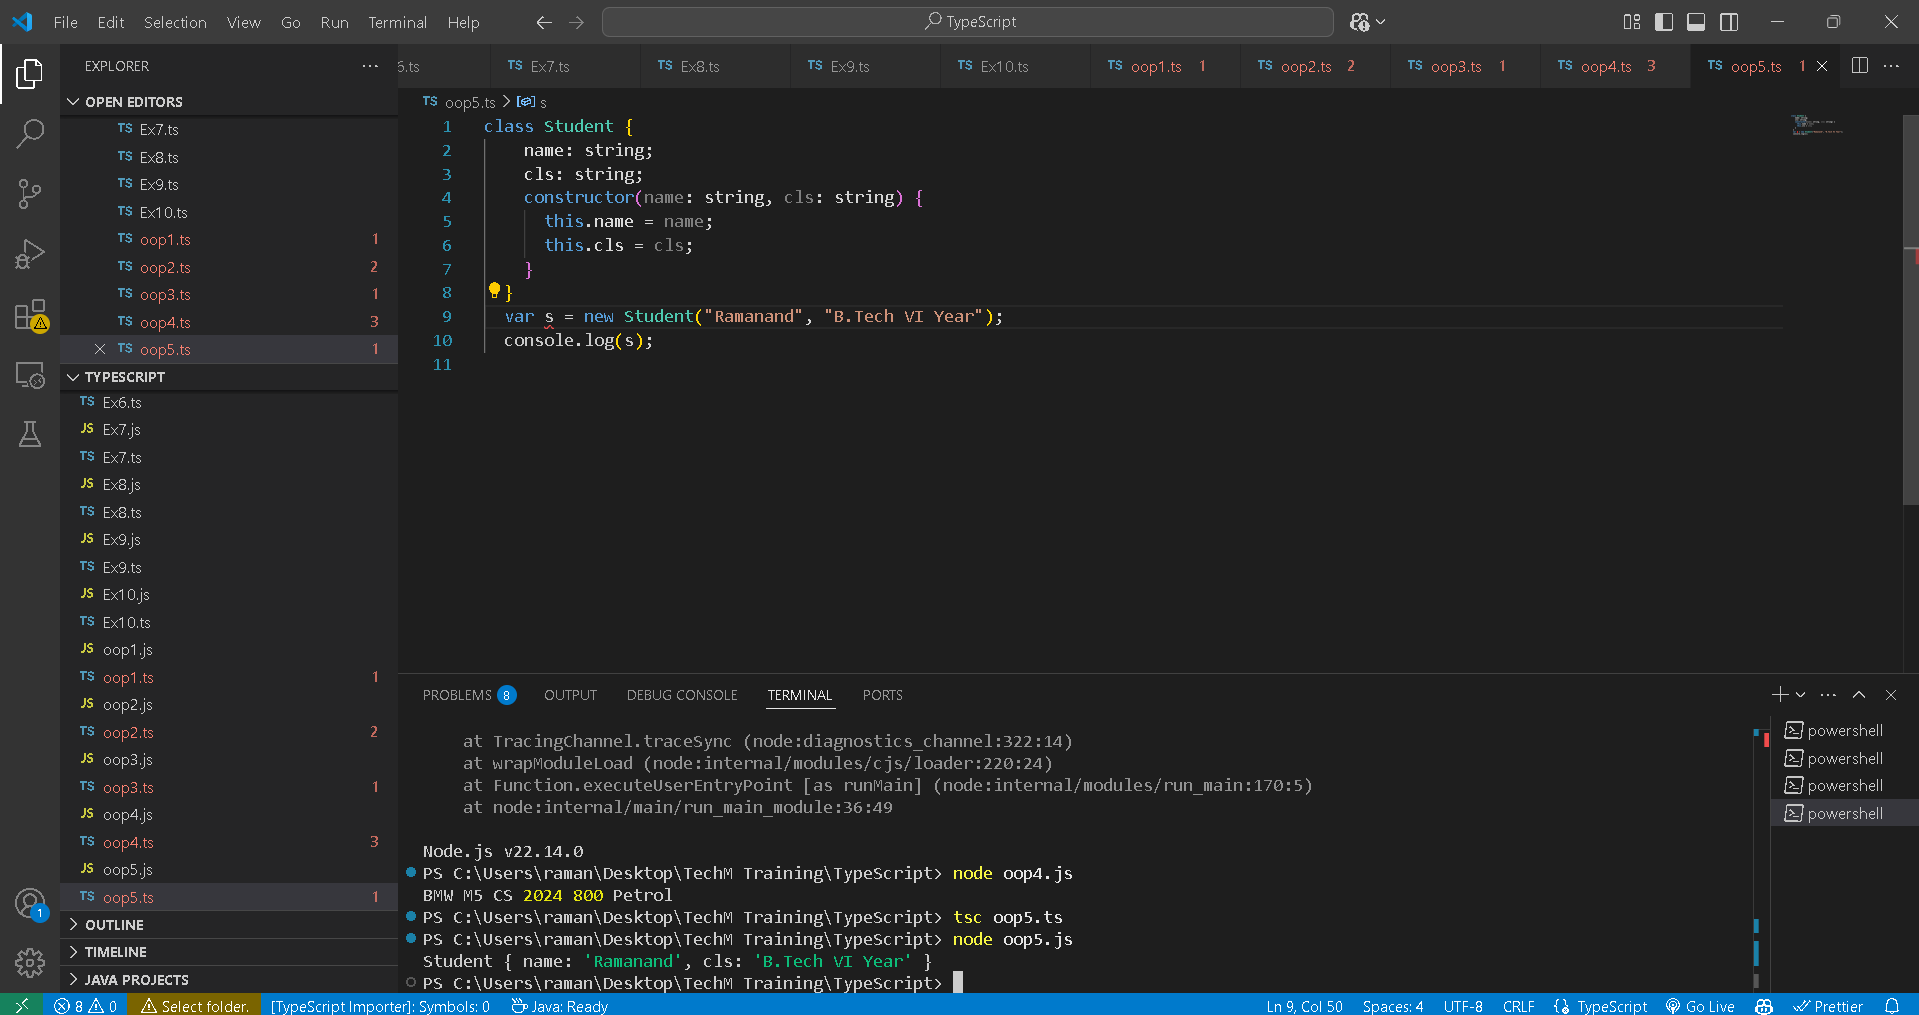 File Edit Selection View Go Run Terminal Help TypeScript
EXPLORER
OPEN EDITORS
TS Ex7.ts
TS Ex8.ts
TS Ex9.ts
TS Ex10.ts
TS oop1.ts 1
TS oop2.ts 2
TS oop3.ts 1
TS oop4.ts 3
TS oop5.ts 1
TYPESCRIPT
TS Ex6.ts
JS Ex7.js
TS Ex7.ts
JS Ex8.js
TS Ex8.ts
JS Ex9.js
TS Ex9.ts
JS Ex10.js
TS Ex10.ts
JS oop1.js
TS oop1.ts 1
JS oop2.js
TS oop2.ts 2
JS oop3.js
TS oop3.ts 1
JS oop4.js
TS oop4.ts 3
JS oop5.js
TS oop5.ts 1
OUTLINE
TIMELINE
JAVA PROJECTS
1
6.ts TS Ex7.ts TS Ex8.ts TS Ex9.ts TS Ex10.ts TS oop1.ts 1 TS oop2.ts 2 TS oop3.ts 1 TS oop4.ts 3 TS oop5.ts 1
TS oop5.ts > s
1 class Student {
2 name: string;
3 cls: string;
4 constructor(name: string, cls: string) {
5 this.name = name;
6 this.cls = cls;
7 }
8 }
9 var s = new Student("Ramanand", "B.Tech VI Year");
10 console.log(s);
11
PROBLEMS 8 OUTPUT DEBUG CONSOLE TERMINAL PORTS
at TracingChannel.traceSync (node:diagnostics_channel:322:14)
at wrapModuleLoad (node:internal/modules/cjs/loader:220:24)
at Function.executeUserEntryPoint [as runMain] (node:internal/modules/run_main:170:5)
at node:internal/main/run_main_module:36:49
Node.js v22.14.0
PS C:\Users\raman\Desktop\TechM Training\TypeScript> node oop4.js
BMW M5 CS 2024 800 Petrol
PS C:\Users\raman\Desktop\TechM Training\TypeScript> tsc oop5.ts
PS C:\Users\raman\Desktop\TechM Training\TypeScript> node oop5.js
Student { name: 'Ramanand', cls: 'B.Tech VI Year' }
PS C:\Users\raman\Desktop\TechM Training\TypeScript>
powershell
powershell
powershell
powershell
8 0 Select folder. [TypeScript Importer]: Symbols: 0 Java: Ready Ln 9, Col 50 Spaces: 4 UTF-8 CRLF {} TypeScript Go Live Prettier